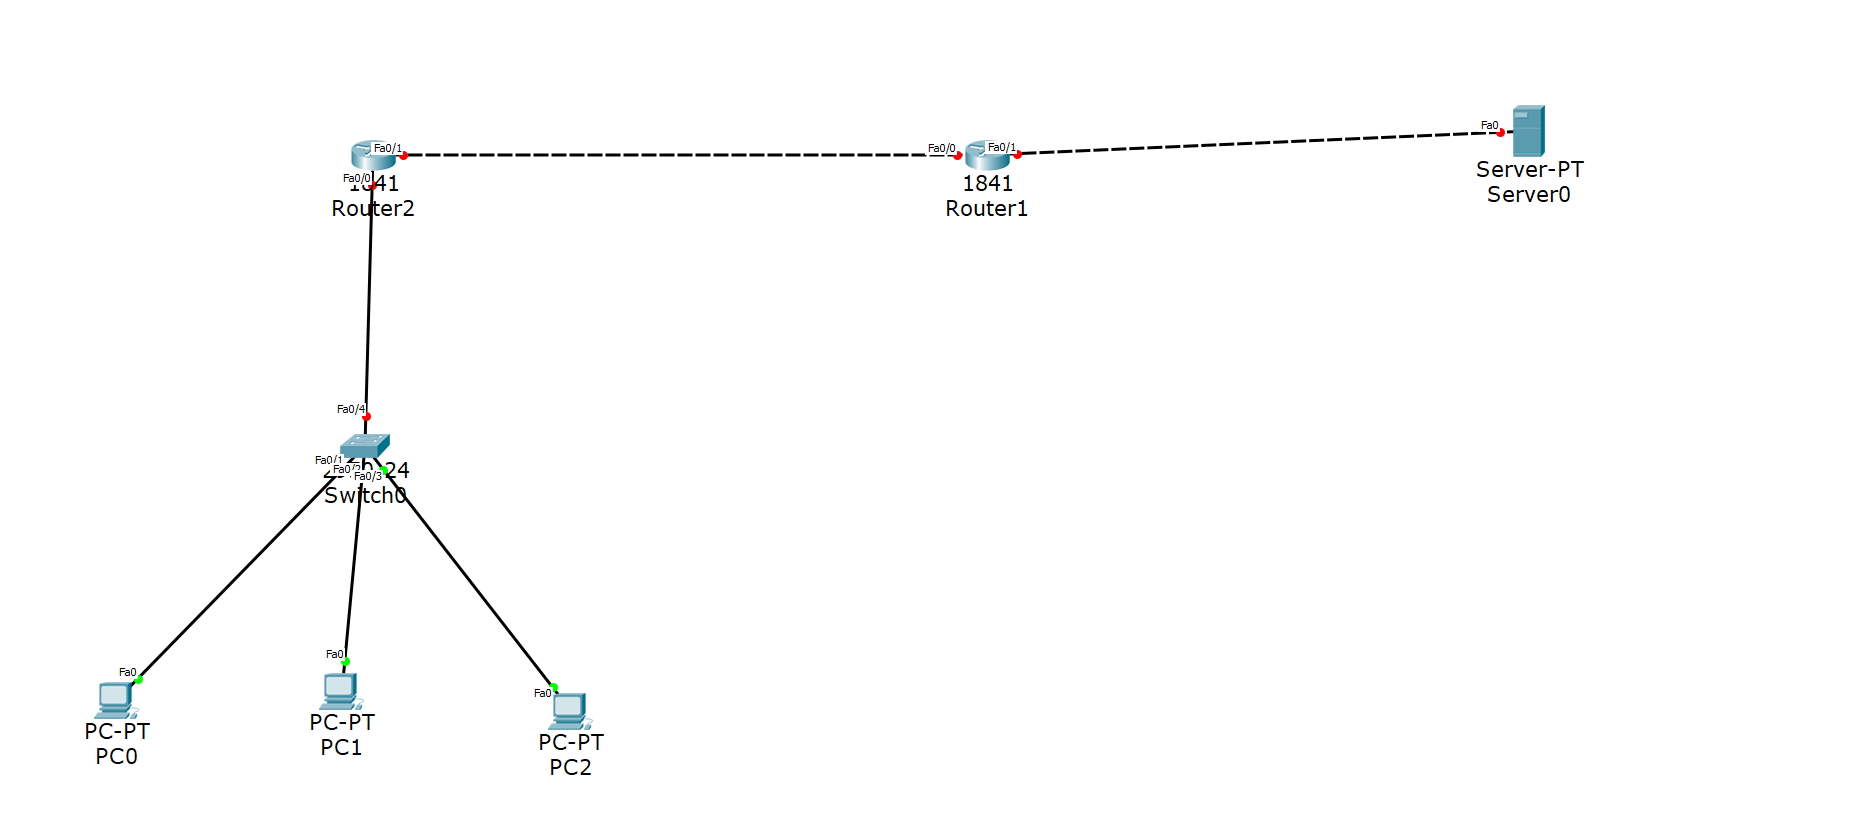 Fa0/1
Fa0/0
1841
Router2
Fa0/0
Fa0/1
1841
Router1
Fa0
Server-PT
Server0
Fa0/4
Fa0/1
Fa0/2
Fa0/3
24
Switch0
Fa0
PC-PT
PC0
Fa0
PC-PT
PC1
Fa0
PC-PT
PC2